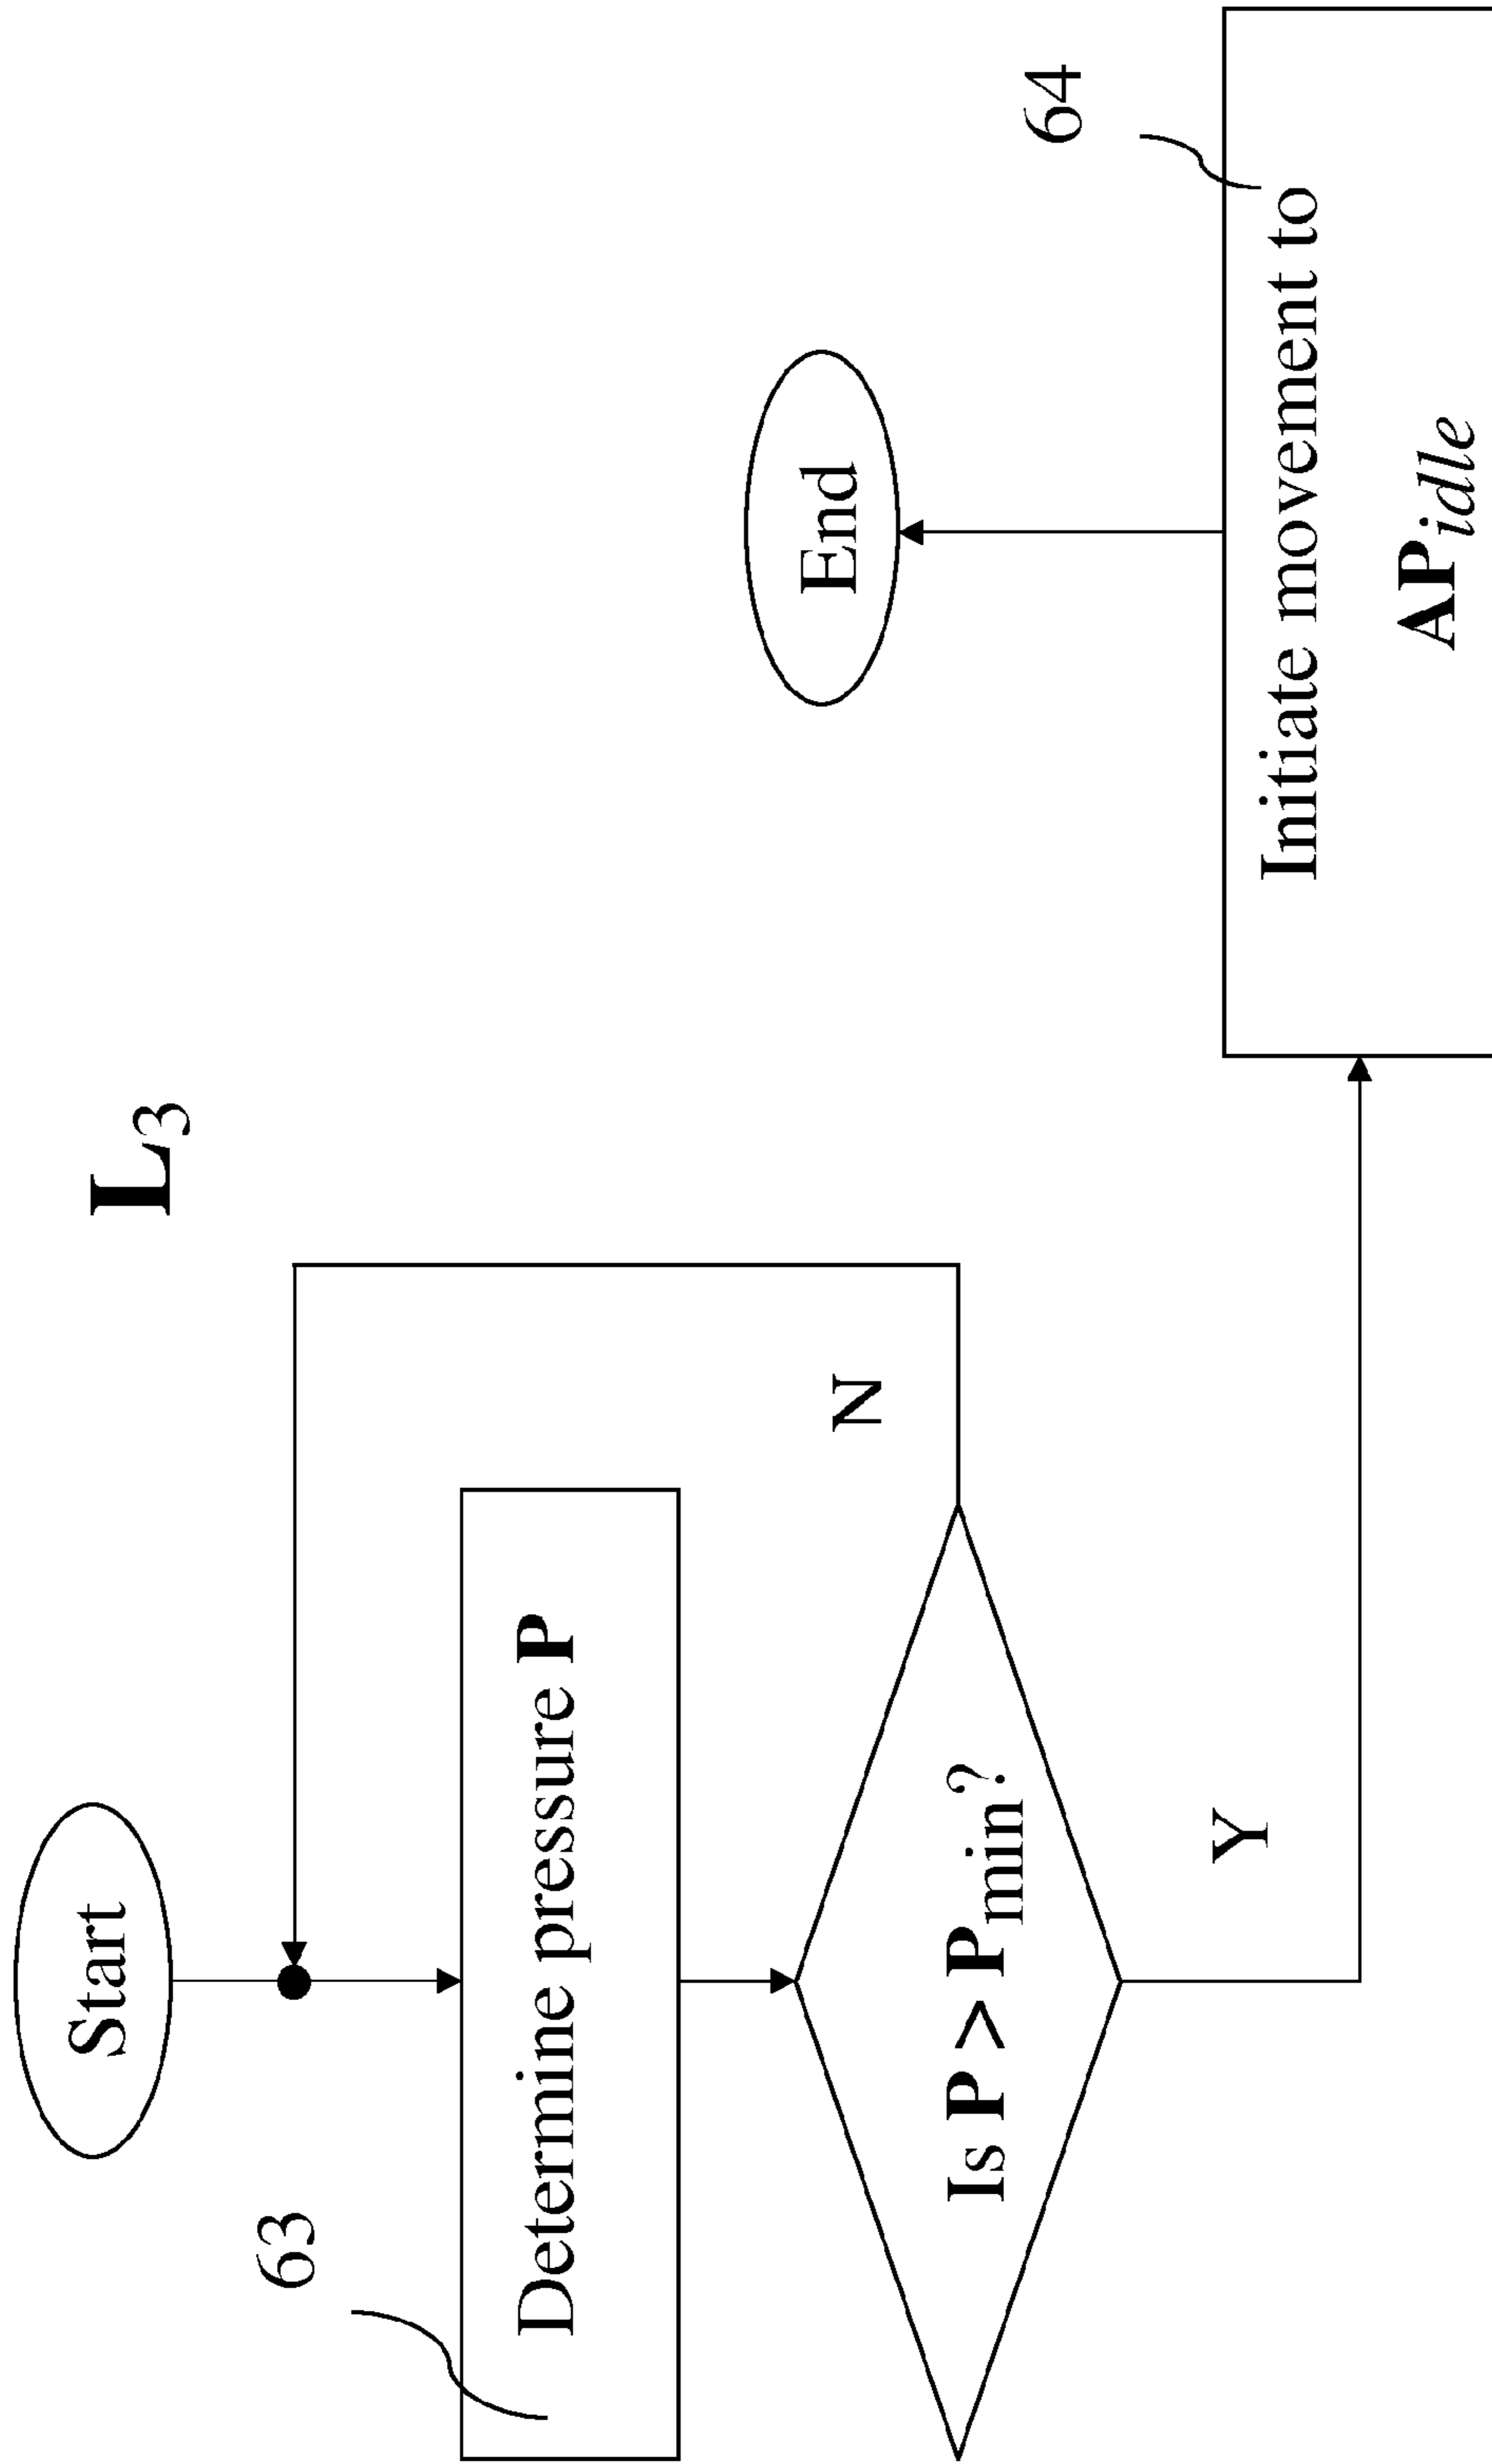 L3
Start
63
Determine pressure P
Is P > Pmin?
N
Y
64
Initiate movement to
APidle
End